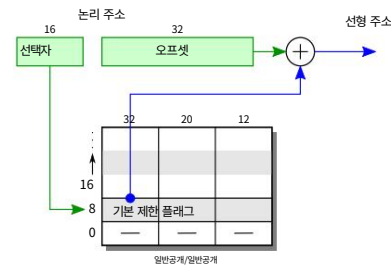 논리 주소
선형 주소
16
32
선택자
오프셋
32
20
12
16
8
기본 제한 플래그
0
일반공개/일반공개